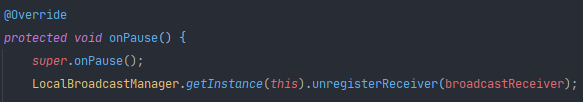 @Override
protected void onPause() {
super.onPause();
LocalBroadcastManager.getInstance(this).unregisterReceiver(broadcastReceiver);